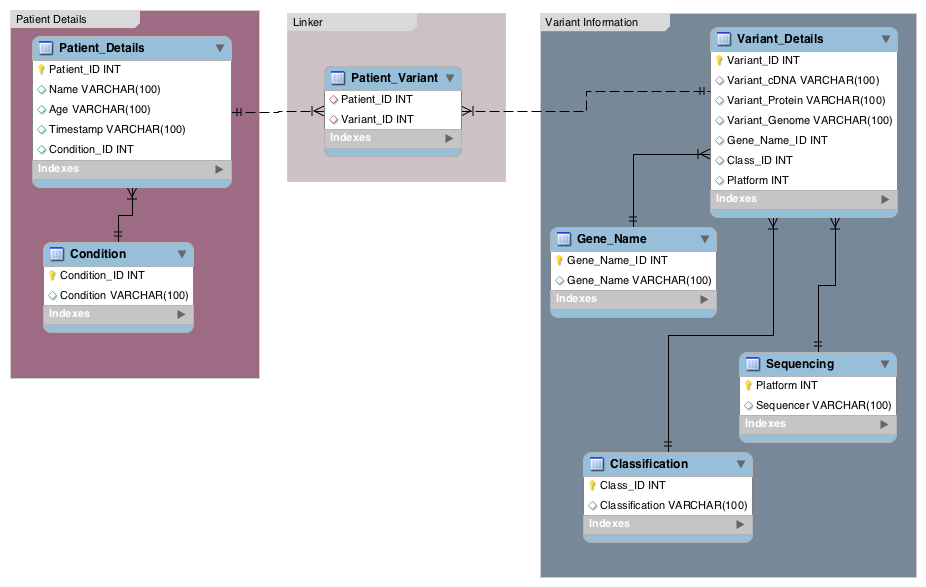 Patient Details
Patient_Details
Patient_ID INT
Name VARCHAR(100)
Age VARCHAR(100)
Timestamp VARCHAR(100)
Condition_ID INT
Indexes
Condition
Condition_ID INT
Condition VARCHAR(100)
Indexes
Linker
Patient_Variant
Patient_ID INT
Variant_ID INT
Indexes
Variant Information
Variant_Details
Variant_ID INT
Variant_cDNA VARCHAR(100)
Variant_Protein VARCHAR(100)
Variant_Genome VARCHAR(100)
Gene_Name_ID INT
Class_ID INT
Platform INT
Indexes
Gene_Name
Gene_Name_ID INT
Gene_Name VARCHAR(100)
Indexes
Sequencing
Platform INT
Sequencer VARCHAR(100)
Indexes
Classification
Class_ID INT
Classification VARCHAR(100)
Indexes